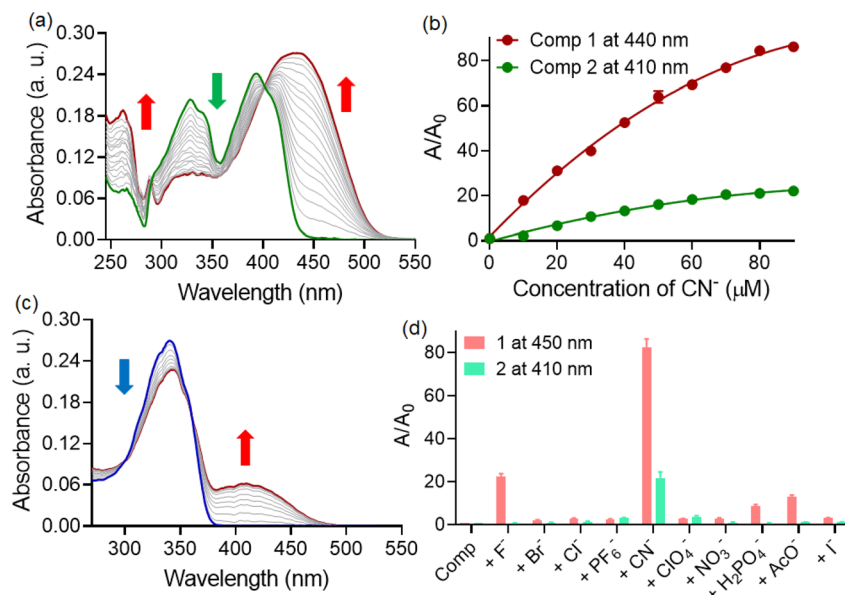 (a)
Absorbance (a. u.)
0.30
0.24
0.18
0.12
0.06
0.00
250 300 350 400 450 500 550
Wavelength (nm)
(b)
Comp 1 at 440 nm
Comp 2 at 410 nm
A/A0
80
60
40
20
0
0 20 40 60 80
Concentration of CN⁻ (μM)
(c)
Absorbance (a. u.)
0.30
0.24
0.18
0.12
0.06
0.00
300 350 400 450 500 550
Wavelength (nm)
(d)
1 at 450 nm
2 at 410 nm
A/A0
80
60
40
20
0
Comp
+ F⁻
+ Br⁻
+ Cl⁻
+ PF6⁻
+ CN⁻
+ ClO4⁻
+ NO3⁻
+ H2PO4⁻
+ AcO⁻
+ I⁻